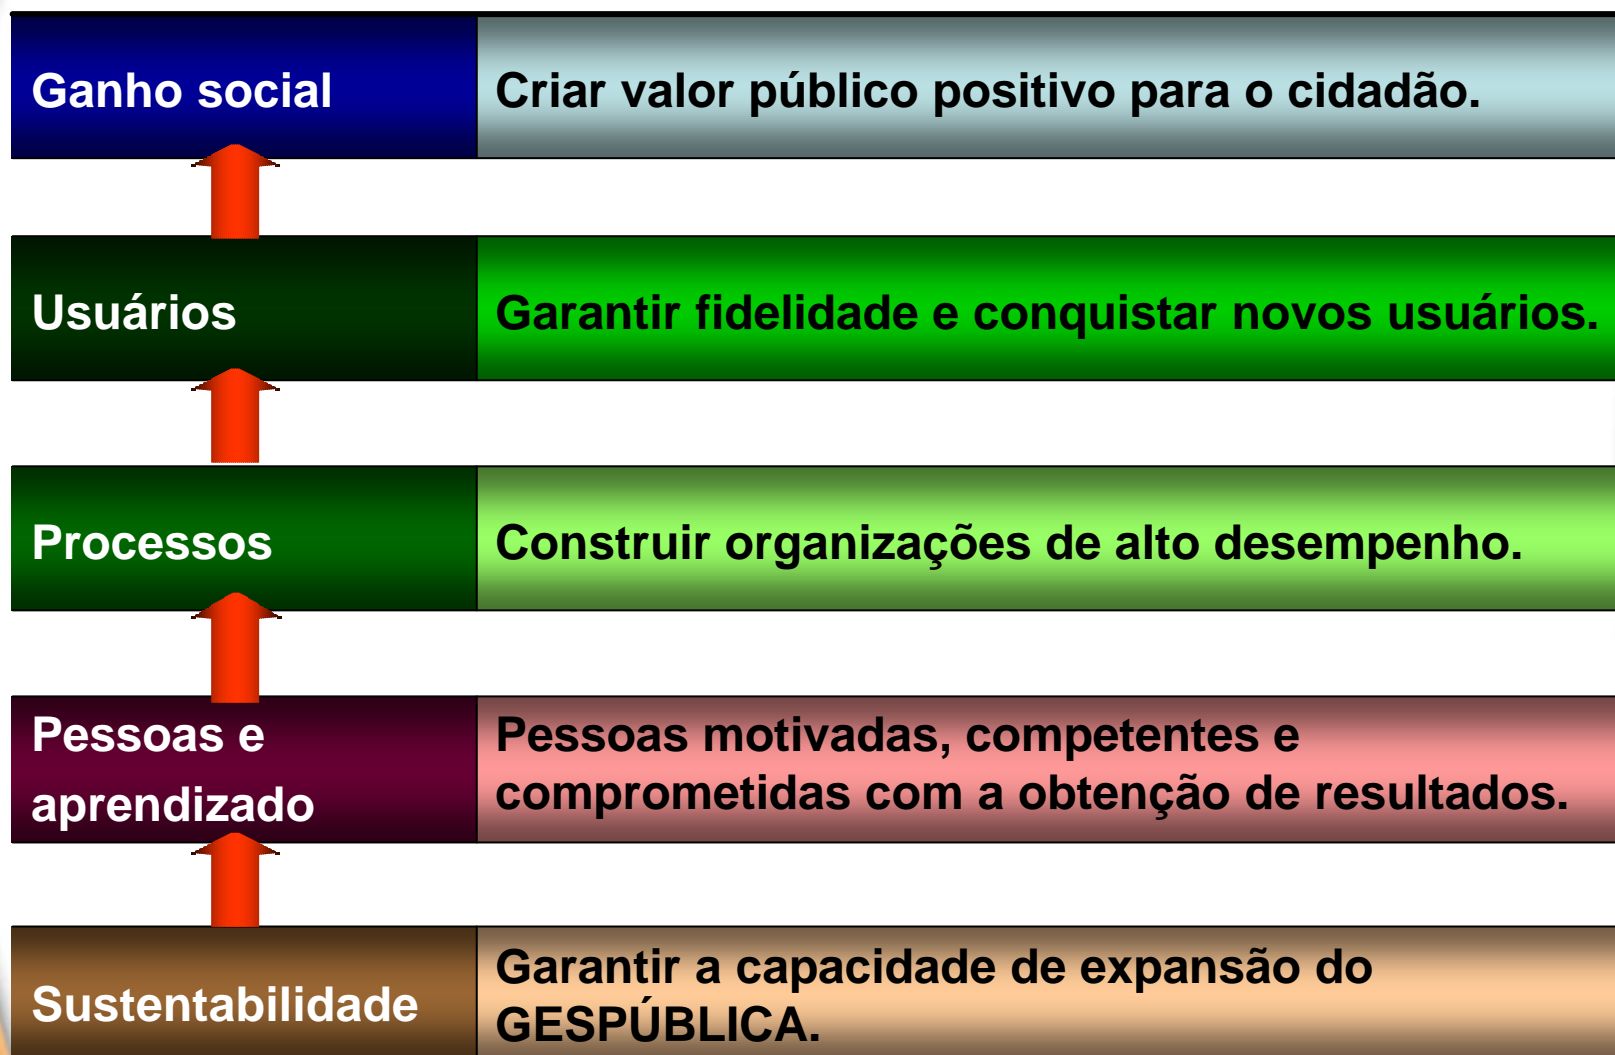 Ganho social
Criar valor público positivo para o cidadão.
Usuários
Garantir fidelidade e conquistar novos usuários.
Processos
Construir organizações de alto desempenho.
Pessoas e
aprendizado
Pessoas motivadas, competentes e
comprometidas com a obtenção de resultados.
Sustentabilidade
Garantir a capacidade de expansão do
GESPÚBLICA.